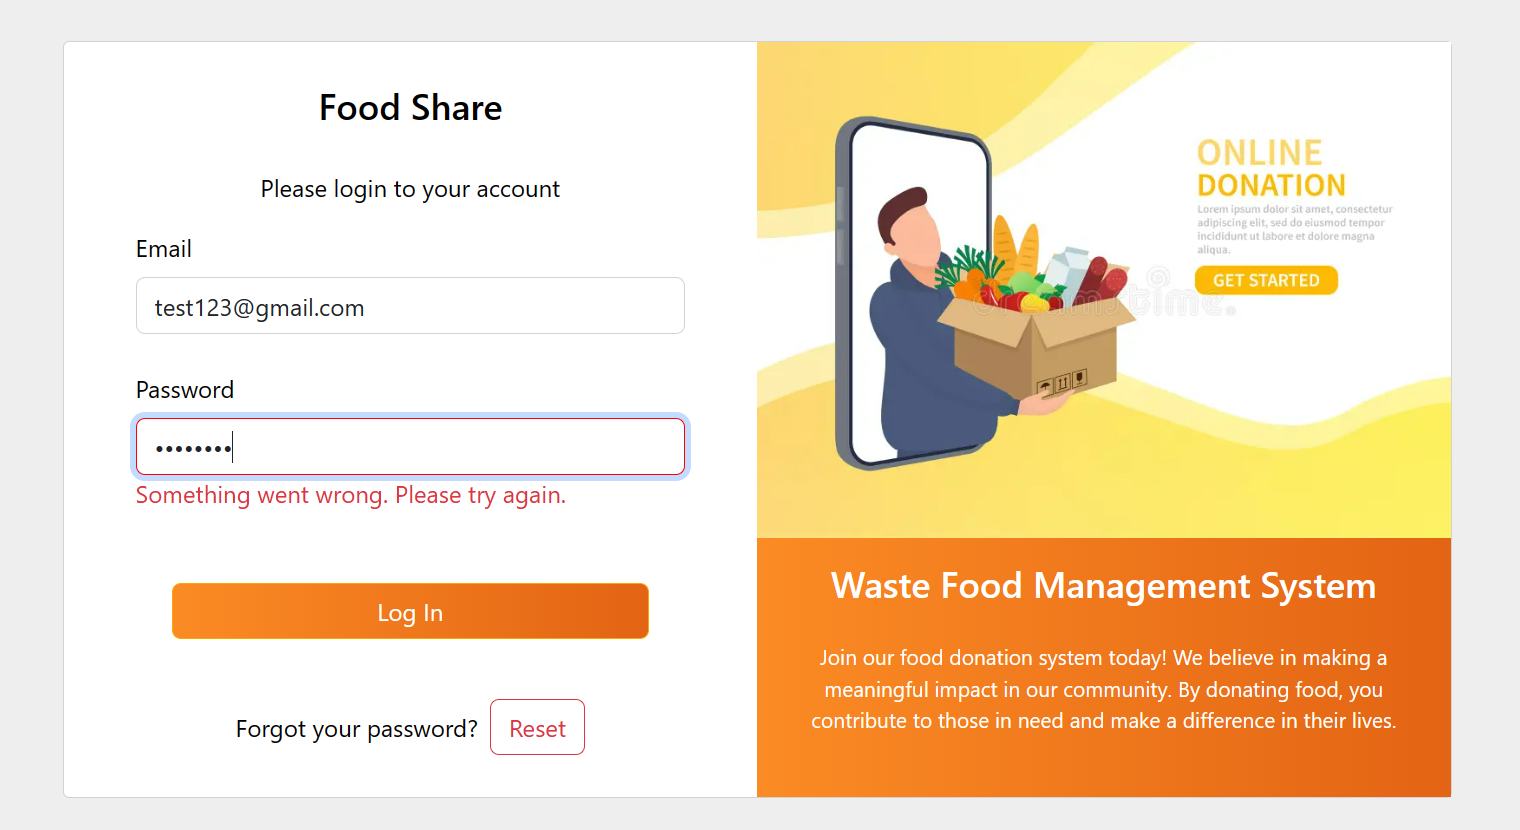 Food Share
Please login to your account
Email
test123@gmail.com
Password
••••••••
Something went wrong. Please try again.
Log In
Forgot your password? Reset
ONLINE
DONATION
Lorem ipsum dolor sit amet, consectetur
adipiscing elit, sed do eiusmod tempor
incididunt ut labore et dolore magna
aliqua.
GET STARTED
Waste Food Management System
Join our food donation system today! We believe in making a
meaningful impact in our community. By donating food, you
contribute to those in need and make a difference in their lives.